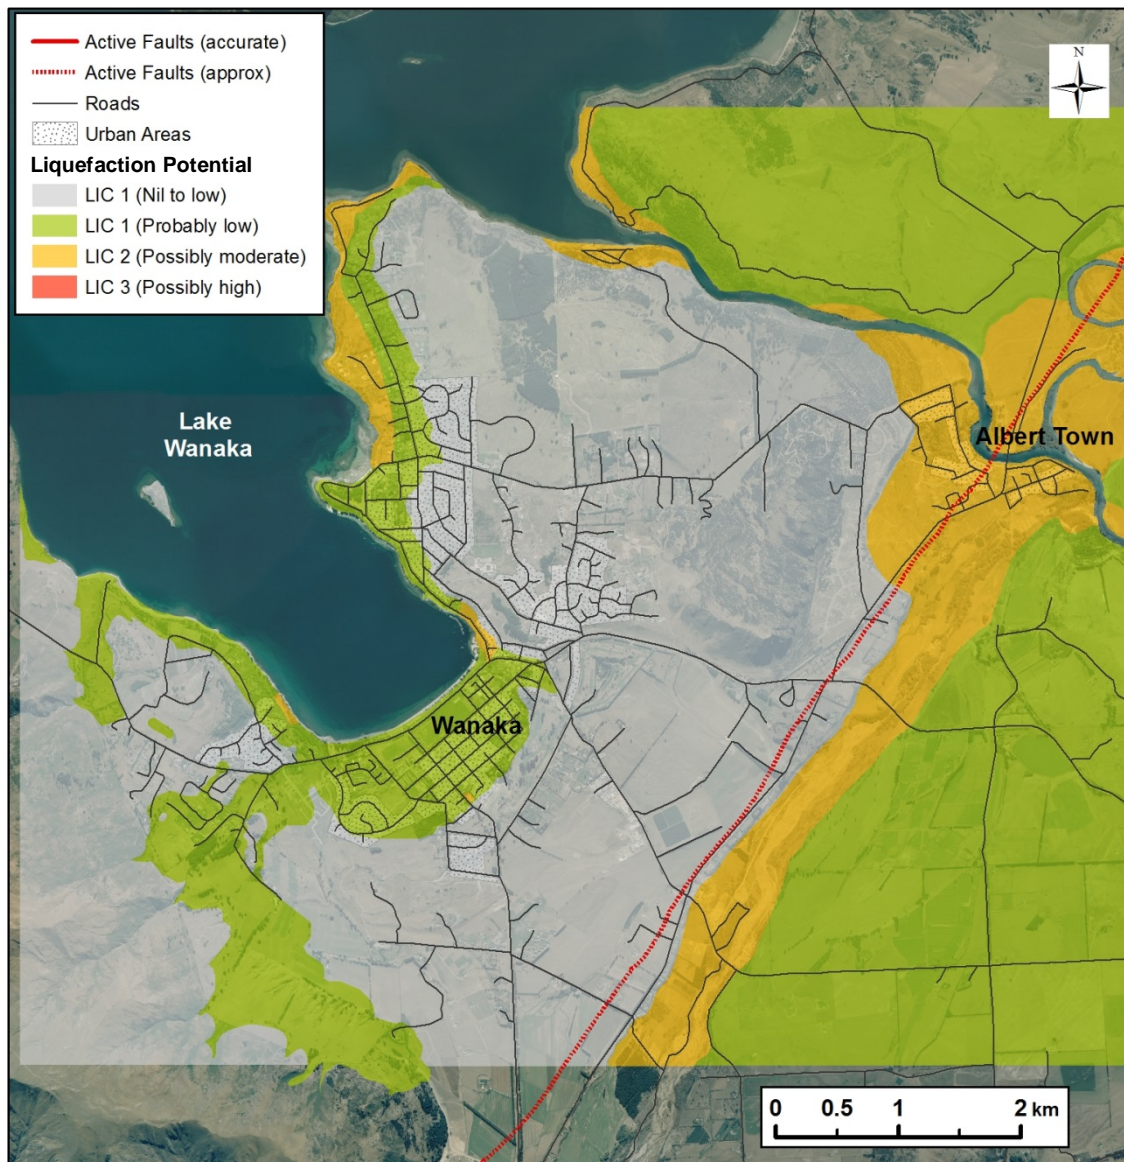 Active Faults (accurate)
Active Faults (approx)
Roads
Urban Areas
Liquefaction Potential
LIC 1 (Nil to low)
LIC 1 (Probably low)
LIC 2 (Possibly moderate)
LIC 3 (Possibly high)
N
Lake
Wanaka
Albert Town
Wanaka
0 0.5 1 2 km